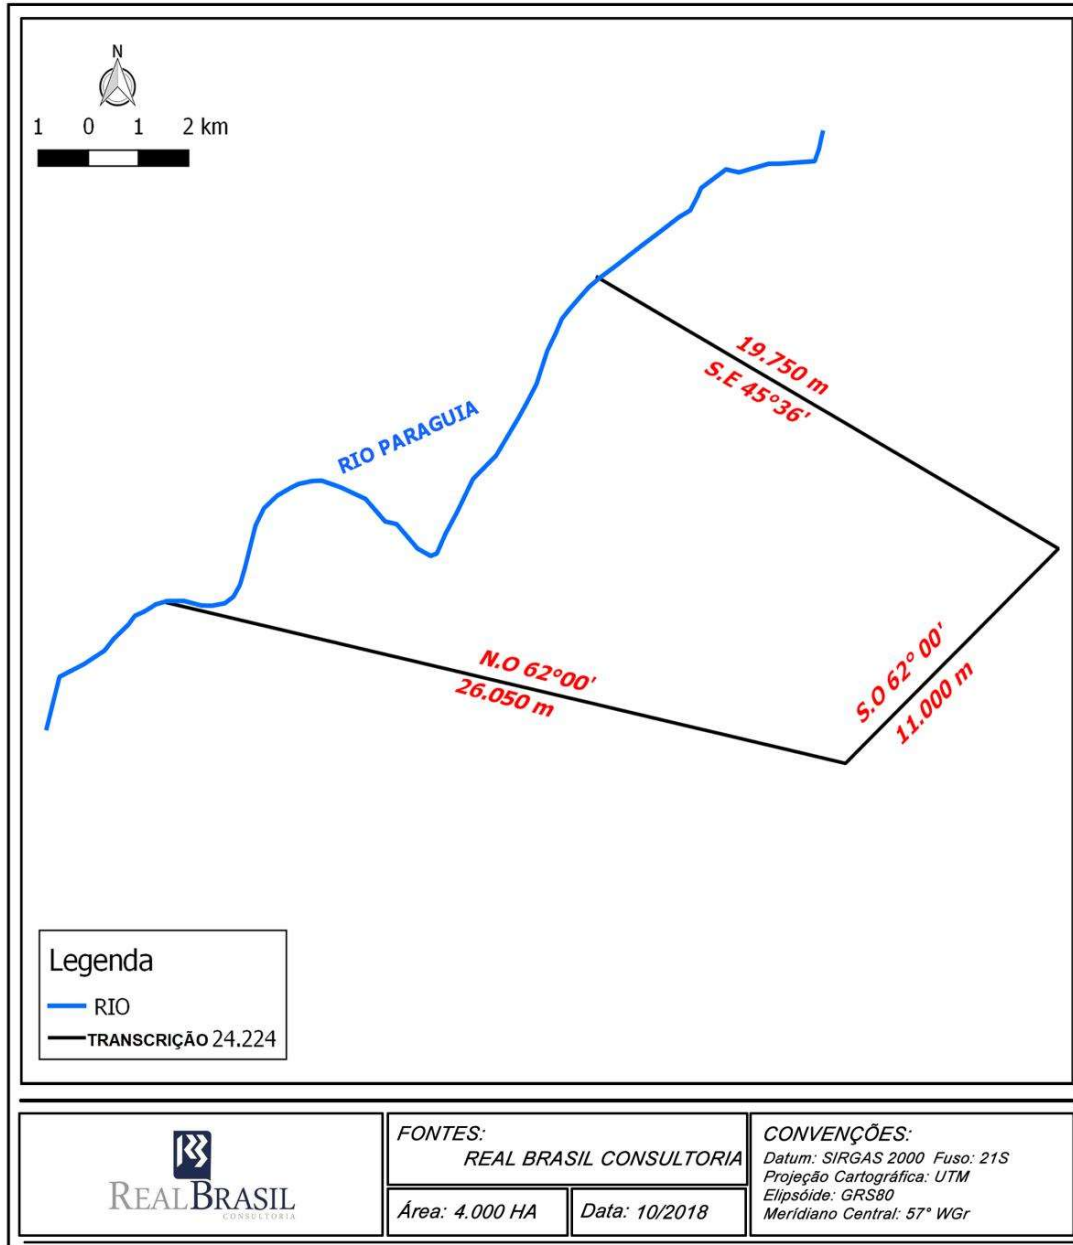 N
1 0 1 2 km
19.750 m
S.E 45°36'
RIO PARAGUIA
N.O 62°00'
26.050 m
S.O 62° 00'
11.000 m
Legenda
RIO
TRANSCRIÇÃO 24.224
REALBRASIL
CONSULTORIA
FONTES:
REAL BRASIL CONSULTORIA
Área: 4.000 HA
Data: 10/2018
CONVENÇÕES:
Datum: SIRGAS 2000 Fuso: 21S
Projeção Cartográfica: UTM
Elipsóide: GRS80
Meridiano Central: 57° WGr